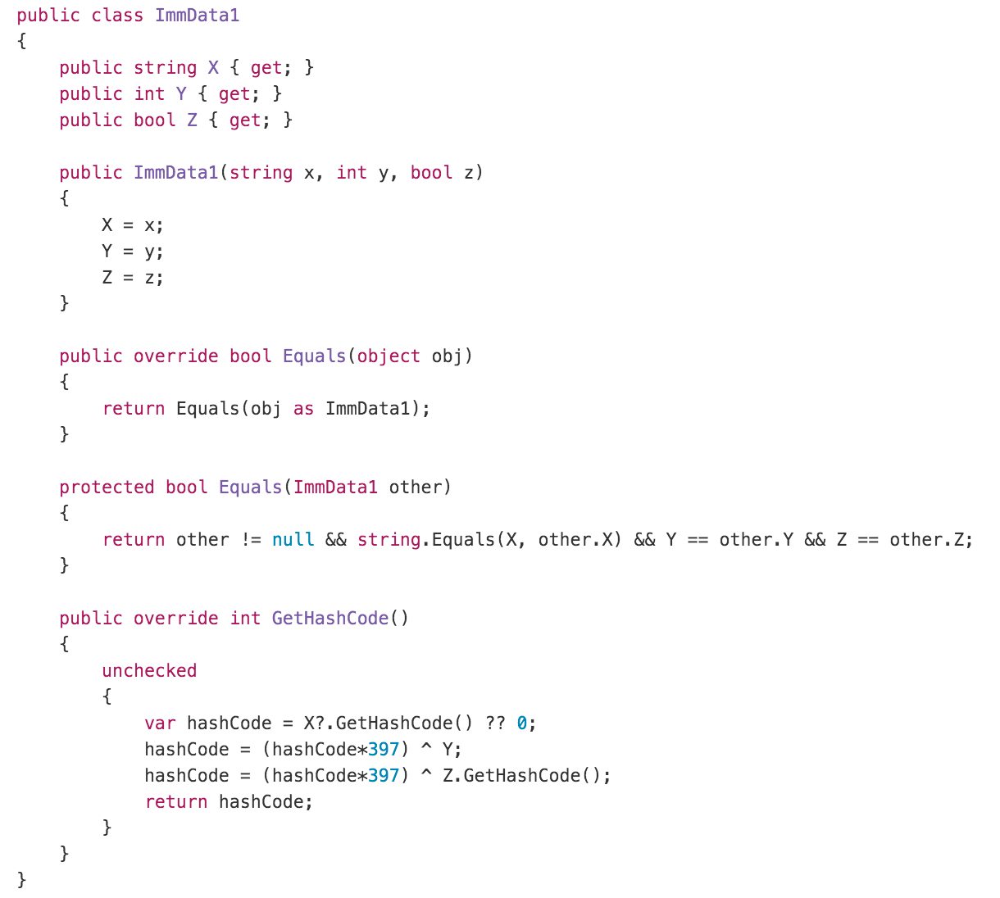 public class ImmData1
{
    public string X { get; }
    public int Y { get; }
    public bool Z { get; }

    public ImmData1(string x, int y, bool z)
    {
        X = x;
        Y = y;
        Z = z;
    }

    public override bool Equals(object obj)
    {
        return Equals(obj as ImmData1);
    }

    protected bool Equals(ImmData1 other)
    {
        return other != null && string.Equals(X, other.X) && Y == other.Y && Z == other.Z;
    }

    public override int GetHashCode()
    {
        unchecked
        {
            var hashCode = X?.GetHashCode() ?? 0;
            hashCode = (hashCode*397) ^ Y;
            hashCode = (hashCode*397) ^ Z.GetHashCode();
            return hashCode;
        }
    }
}